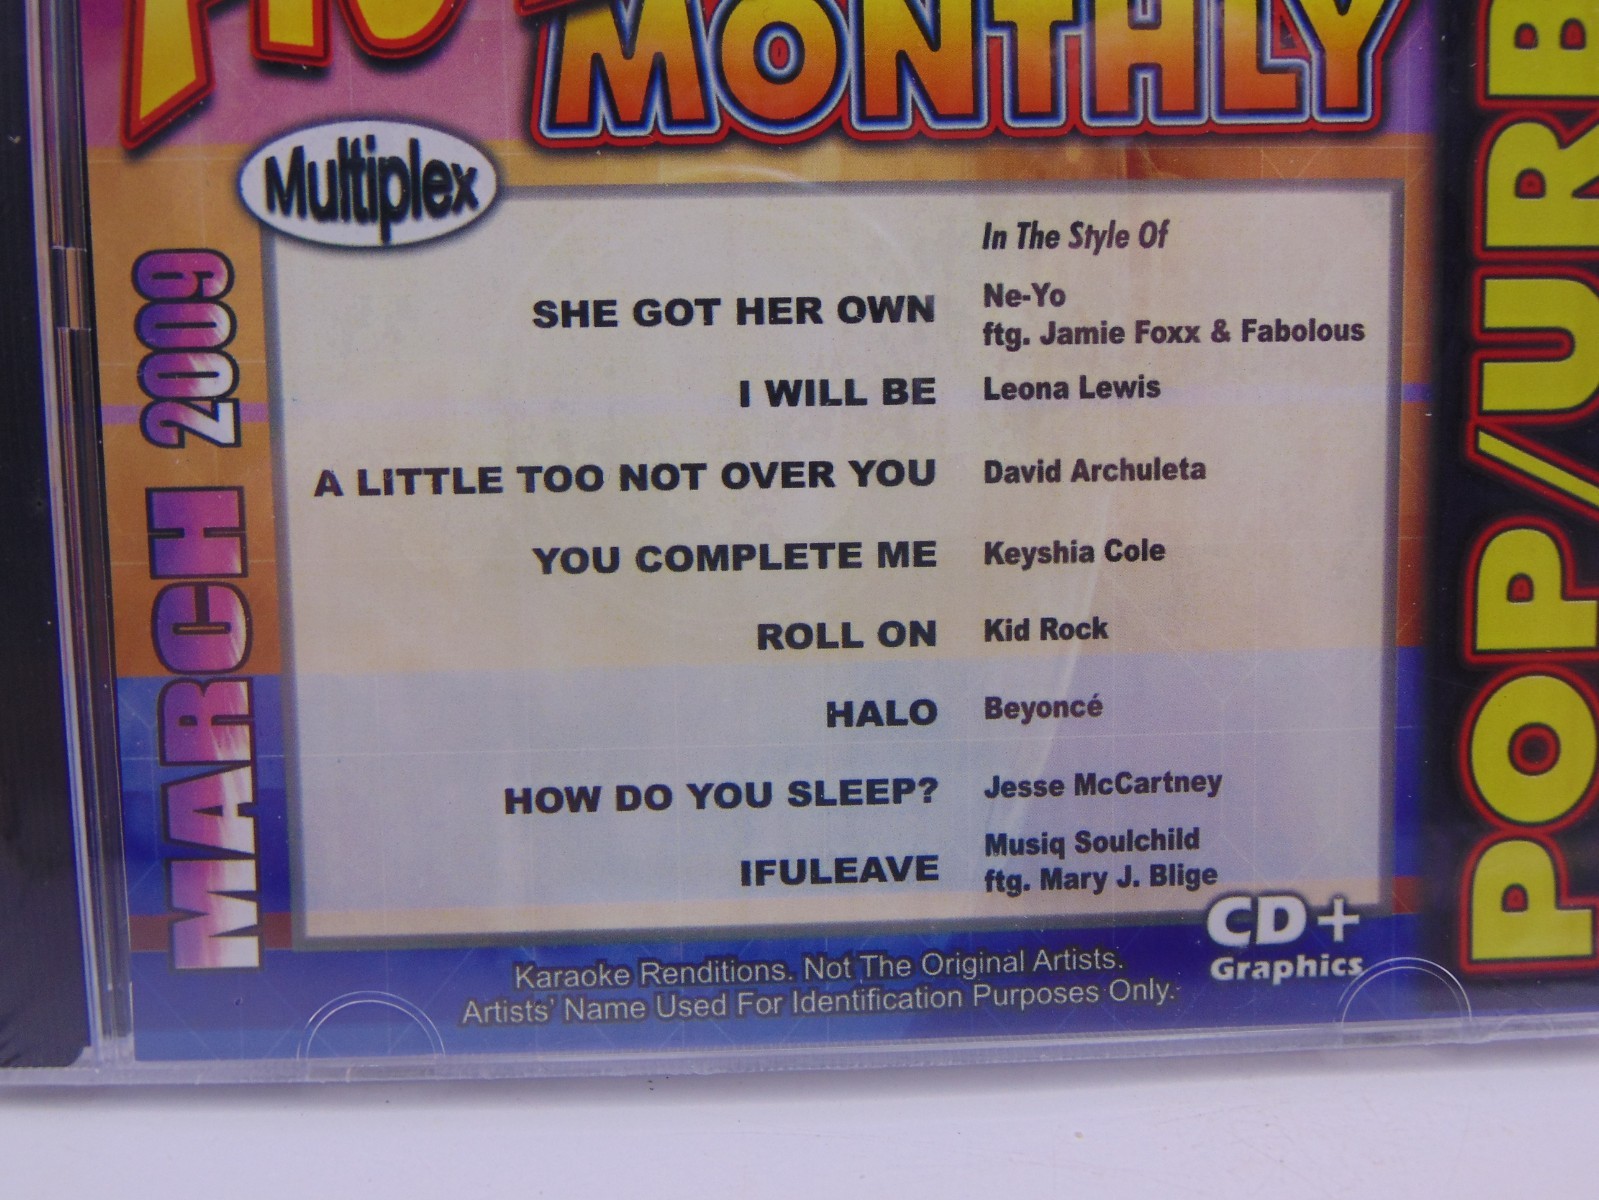 MONTHLY
Multiplex
MARCH 2009
In The Style Of
SHE GOT HER OWN Ne-Yo
ftg. Jamie Foxx & Fabolous
I WILL BE Leona Lewis
A LITTLE TOO NOT OVER YOU David Archuleta
YOU COMPLETE ME Keyshia Cole
ROLL ON Kid Rock
HALO Beyoncé
HOW DO YOU SLEEP? Jesse McCartney
IFULEAVE Musiq Soulchild
ftg. Mary J. Blige
CD+
Graphics
Karaoke Renditions. Not The Original Artists.
Artists' Name Used For Identification Purposes Only.
POP/URB